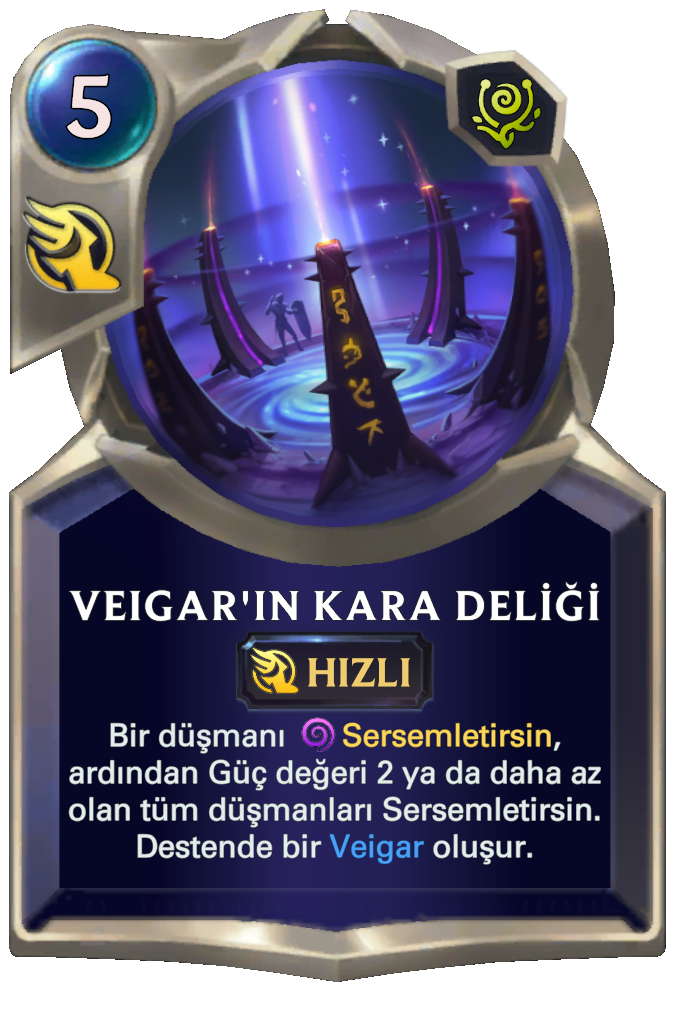 5
VEIGAR'IN KARA DELİĞİ
HIZLI
Bir düşmanı Sersemletirsin,
ardından Güç değeri 2 ya da daha az
olan tüm düşmanları Sersemletirsin.
Destende bir Veigar oluşur.